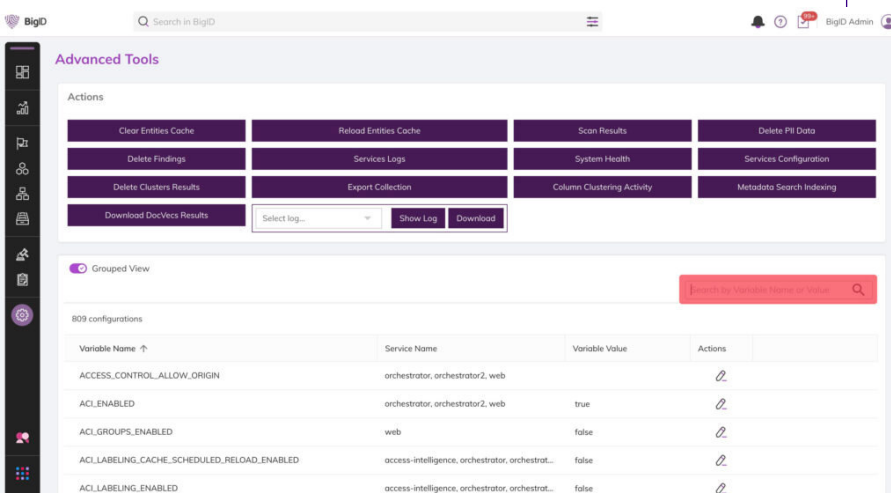 BigID
Search in BigID
99+
BigID Admin
Advanced Tools
Actions
Clear Entities Cache
Reload Entities Cache
Scan Results
Delete PII Data
Delete Findings
Services Logs
System Health
Services Configuration
Delete Clusters Results
Export Collection
Column Clustering Activity
Metadata Search Indexing
Download DocVecs Results
Select log...
Show Log
Download
Grouped View
Search by Variable Name or Value
809 configurations
Variable Name
Service Name
Variable Value
Actions
ACCESS_CONTROL_ALLOW_ORIGIN
orchestrator, orchestrator2, web
ACI_ENABLED
orchestrator, orchestrator2, web
true
ACI_GROUPS_ENABLED
web
false
ACI_LABELING_CACHE_SCHEDULED_RELOAD_ENABLED
access-intelligence, orchestrator, orchestrat...
false
ACI_LABELING_ENABLED
access-intelligence, orchestrator, orchestrat...
false